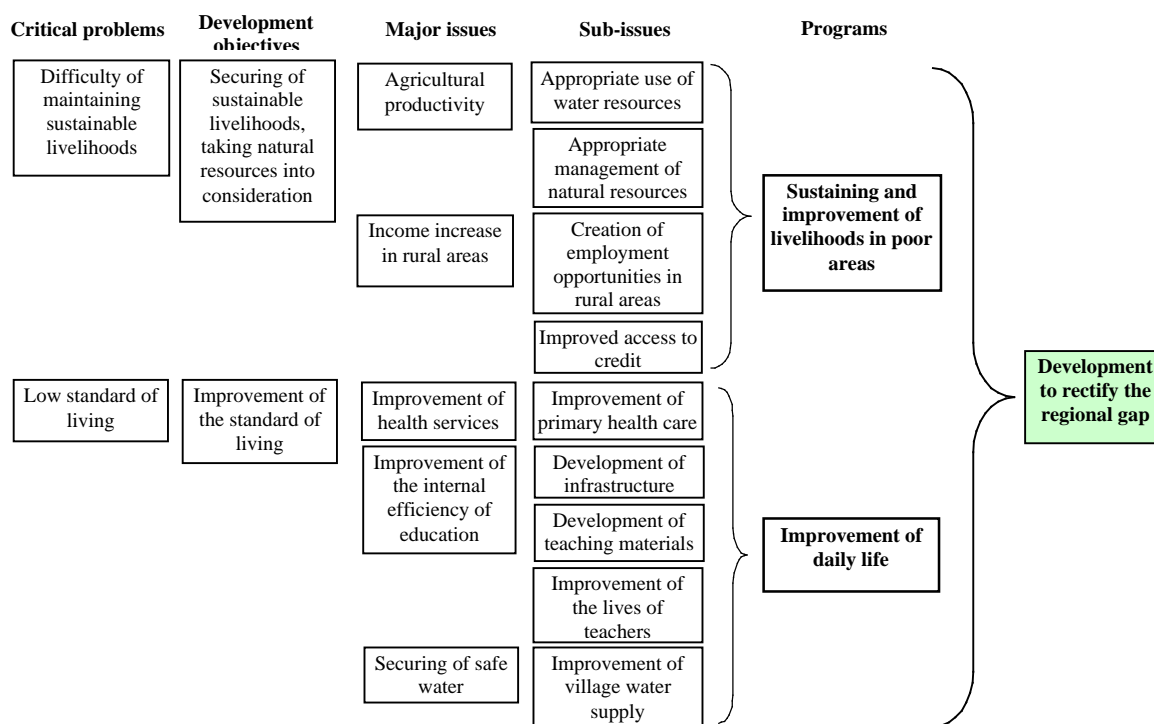 Critical problems
Development
objectives
Major issues
Sub-issues
Programs
Difficulty of
maintaining
sustainable
livelihoods
Securing of
sustainable
livelihoods,
taking natural
resources into
consideration
Agricultural
productivity
Appropriate use of
water resources
Appropriate
management of
natural resources
Income increase
in rural areas
Creation of
employment
opportunities in
rural areas
Improved access to
credit
Sustaining and
improvement of
livelihoods in poor
areas
Low standard of
living
Improvement of
the standard of
living
Improvement of
health services
Improvement of
primary health care
Improvement of
the internal
efficiency of
education
Development of
infrastructure
Development of
teaching materials
Improvement of
the lives of
teachers
Securing of safe
water
Improvement of
village water
supply
Improvement of
daily life
Development
to rectify the
regional gap